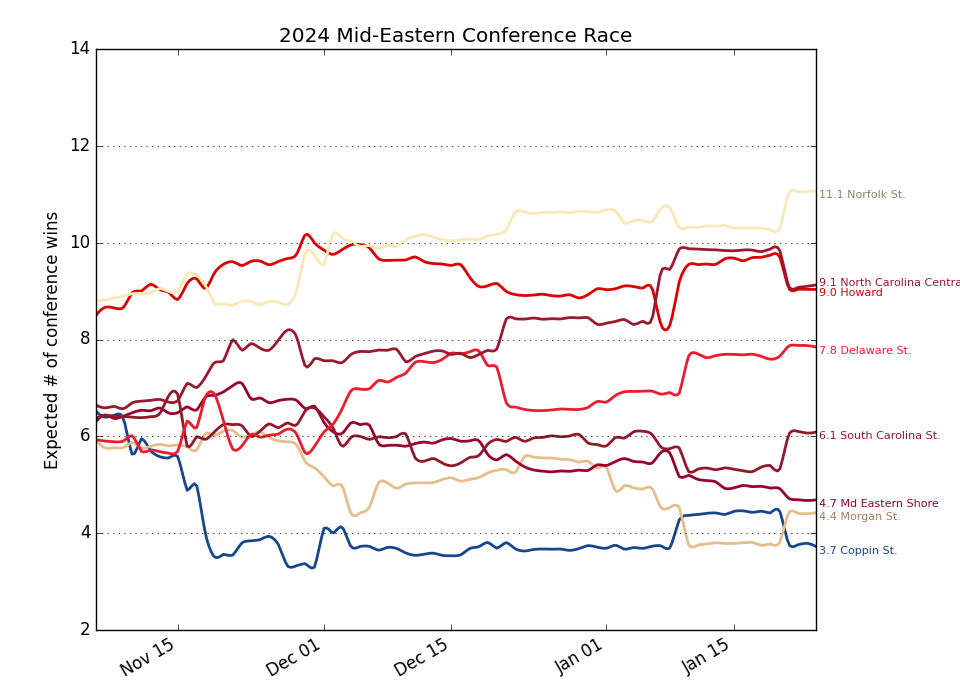 2024 Mid-Eastern Conference Race
Expected # of conference wins
14
12
10
8
6
4
2
Nov 15
Dec 01
Dec 15
Jan 01
Jan 15
11.1 Norfolk St.
9.1 North Carolina Centra
9.0 Howard
7.8 Delaware St.
6.1 South Carolina St.
4.7 Md Eastern Shore
4.4 Morgan St.
3.7 Coppin St.